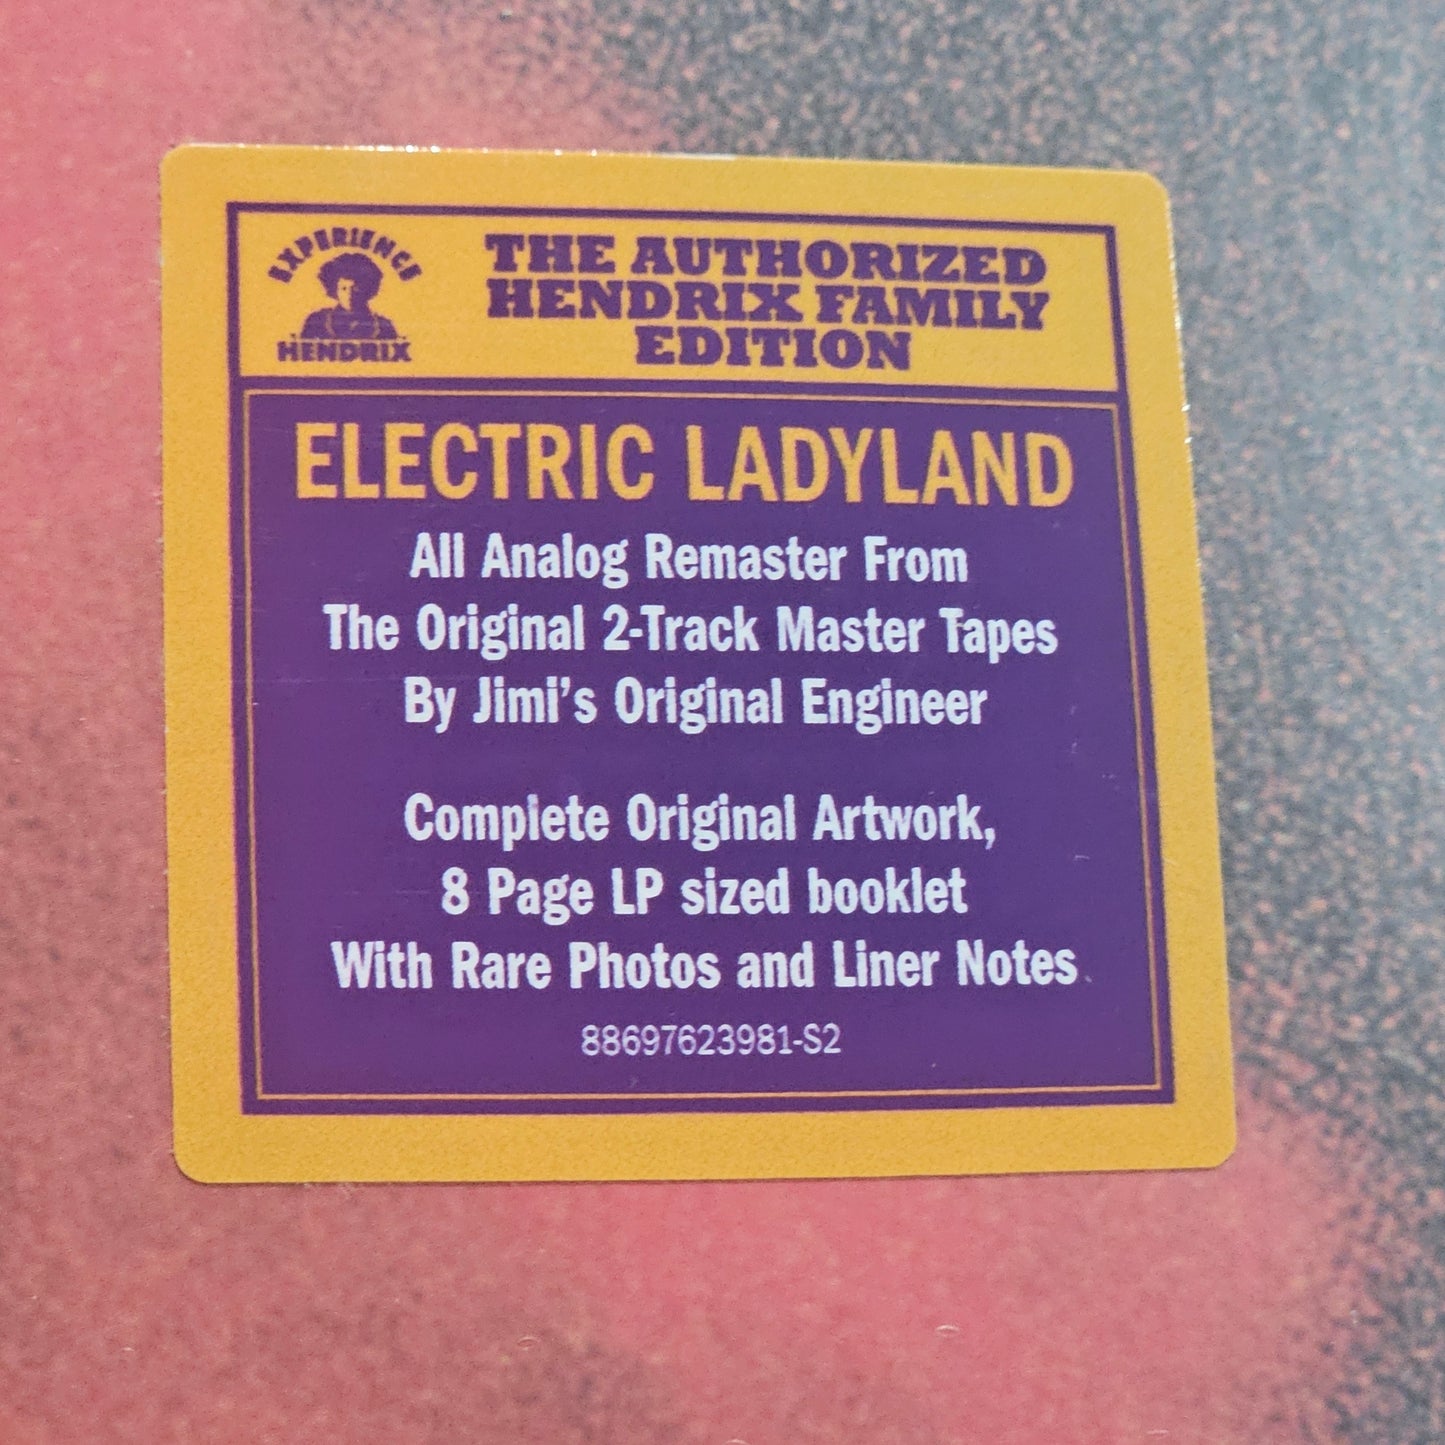 EXPERIENCE
HENDRIX
THE AUTHORIZED
HENDRIX FAMILY
EDITION
ELECTRIC LADYLAND
All Analog Remaster From
The Original 2-Track Master Tapes
By Jimi's Original Engineer
Complete Original Artwork,
8 Page LP sized booklet
With Rare Photos and Liner Notes
88697623981-S2